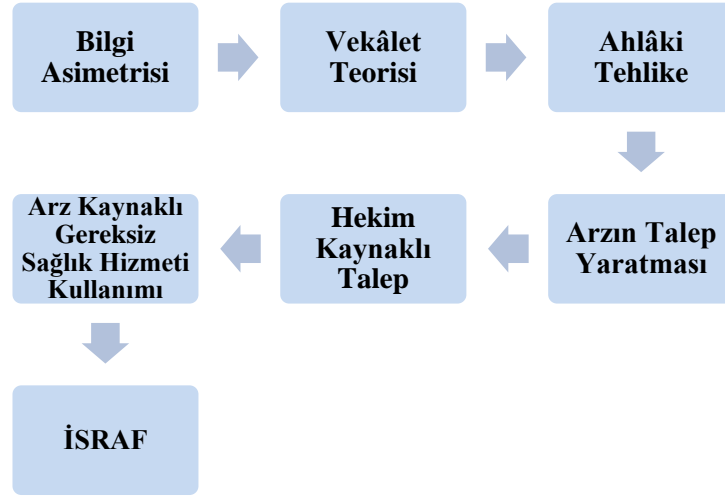 Bilgi
Asimetrisi
Vekâlet
Teorisi
Ahlâki
Tehlike
Arzın Talep
Yaratması
Hekim
Kaynaklı
Talep
Arz Kaynaklı
Gereksiz
Sağlık Hizmeti
Kullanımı
İSRAF